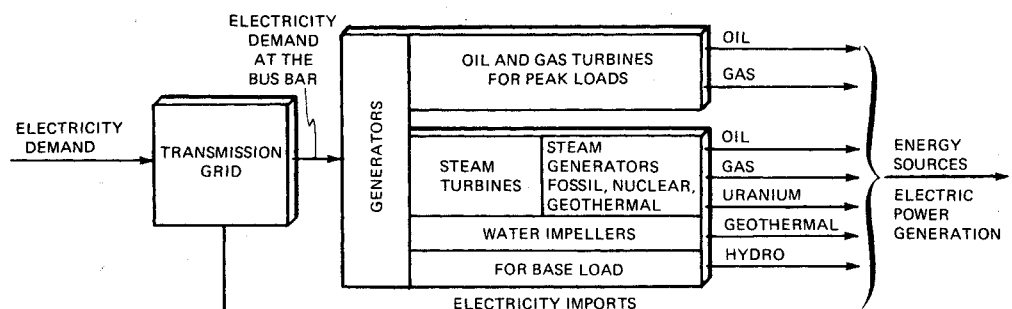 ELECTRICITY
DEMAND
TRANSMISSION
GRID
ELECTRICITY
DEMAND
AT THE
BUS BAR
GENERATORS
OIL AND GAS TURBINES
FOR PEAK LOADS
STEAM
TURBINES
STEAM
GENERATORS
FOSSIL, NUCLEAR,
GEOTHERMAL
WATER IMPELLERS
FOR BASE LOAD
ELECTRICITY IMPORTS
OIL
GAS
OIL
GAS
URANIUM
GEOTHERMAL
HYDRO
ENERGY
SOURCES
ELECTRIC
POWER
GENERATION